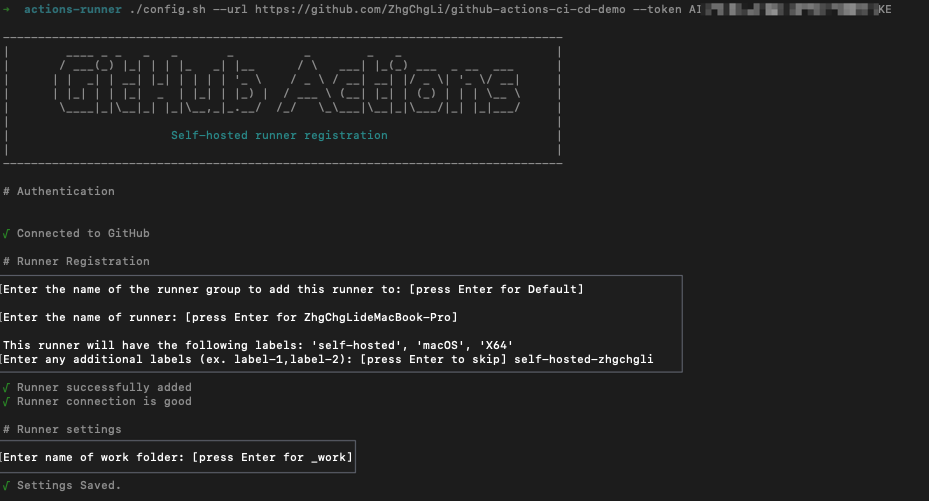 → actions-runner ./config.sh --url https://github.com/ZhgChgLi/github-actions-ci-cd-demo --token AI KE
GitHub Actions
Self-hosted runner registration
# Authentication
√ Connected to GitHub
# Runner Registration
[Enter the name of the runner group to add this runner to: [press Enter for Default]
[Enter the name of runner: [press Enter for ZhgChgLideMacBook-Pro]
This runner will have the following labels: 'self-hosted', 'macOS', 'X64'
[Enter any additional labels (ex. label-1,label-2): [press Enter to skip] self-hosted-zhgchgli
√ Runner successfully added
√ Runner connection is good
# Runner settings
[Enter name of work folder: [press Enter for _work]
√ Settings Saved.